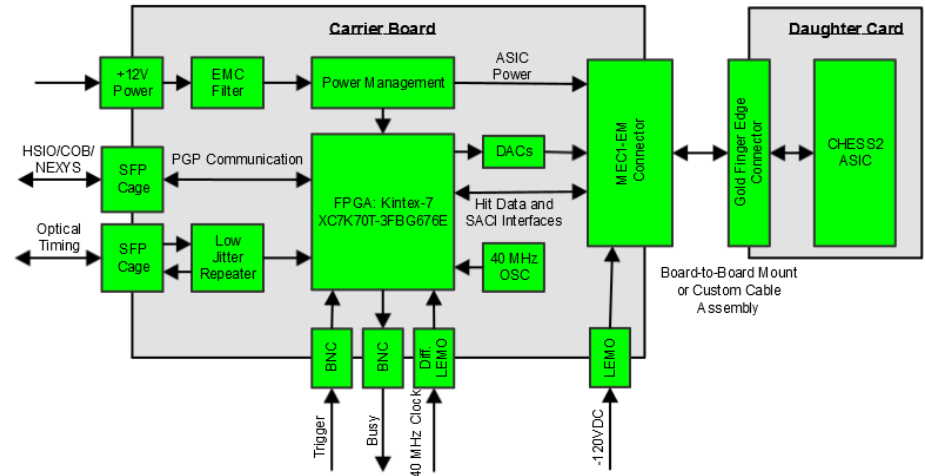 Carrier Board
Daughter Card
+12V
Power
EMC
Filter
Power Management
ASIC
Power
HSIO/COB/
NEXYS
SFP
Cage
PGP Communication
FPGA: Kintex-7
XC7K70T-3FBG676E
DACs
MEC1-EM
Connector
Gold Finger Edge
Connector
CHESS2
ASIC
Hit Data and
SACI Interfaces
Optical
Timing
SFP
Cage
Low
Jitter
Repeater
40 MHz
OSC
Board-to-Board Mount
or Custom Cable
Assembly
BNC
BNC
Diff.
LEMO
LEMO
Trigger
Busy
40 MHz Clock
-120VDC